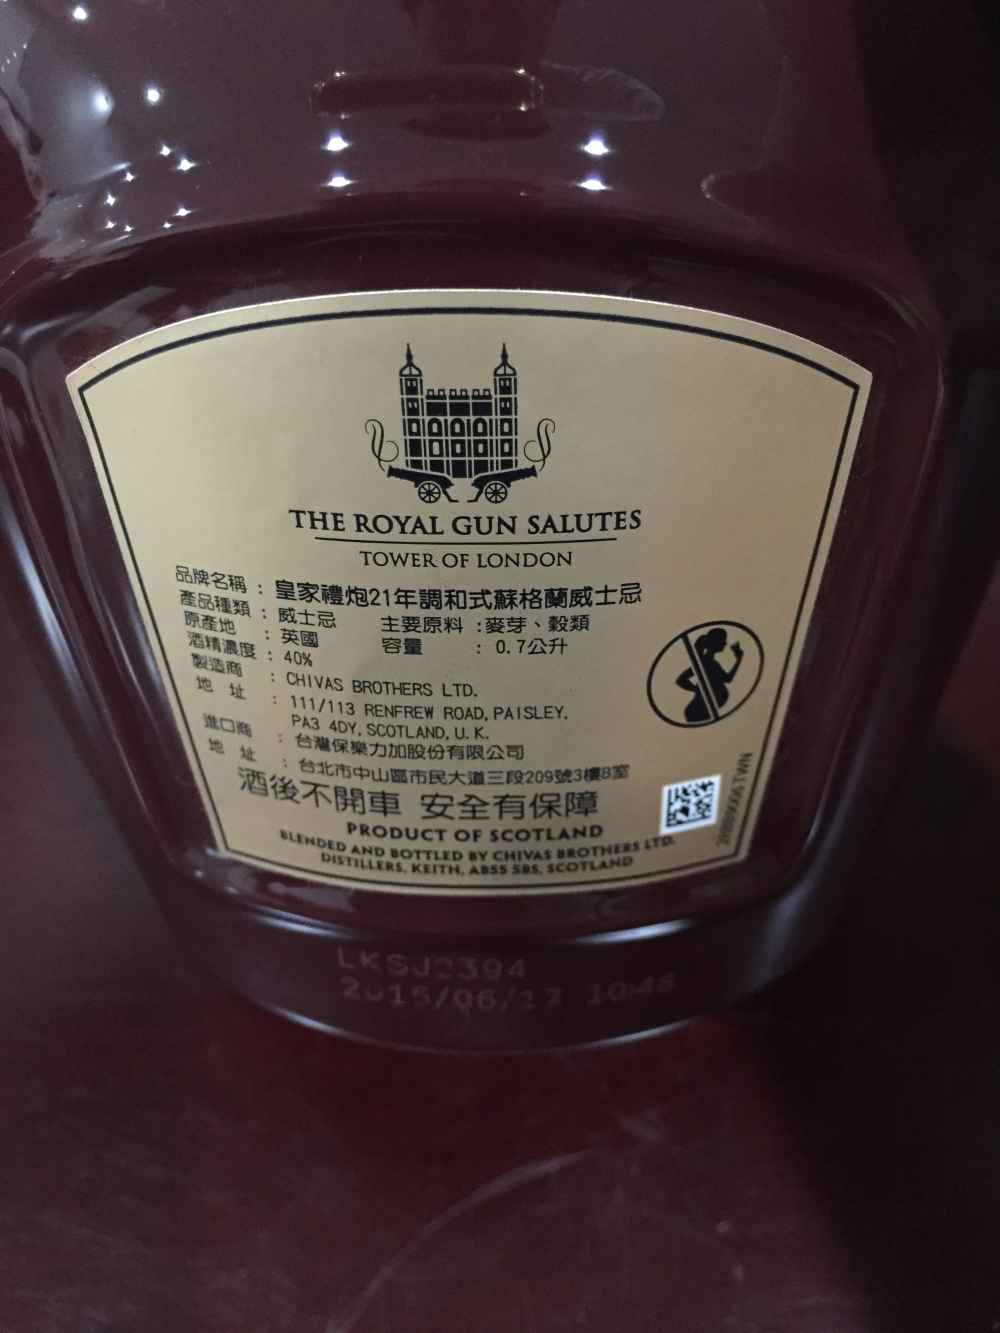 THE ROYAL GUN SALUTES
TOWER OF LONDON
品牌名稱 : 皇家禮炮21年調和式蘇格蘭威士忌
產品種類 : 威士忌 主要原料 :麥芽、穀類
原產地 : 英國 容量 : 0.7公升
酒精濃度 : 40%
製造商 : CHIVAS BROTHERS LTD.
地 址 : 111/113 RENFREW ROAD, PAISLEY,
PA3 4DY, SCOTLAND, U.K.
進口商 : 台灣保樂力加股份有限公司
地 址 : 台北市中山區市民大道三段209號3樓B室
酒後不開車 安全有保障
PRODUCT OF SCOTLAND
BLENDED AND BOTTLED BY CHIVAS BROTHERS LTD.
DISTILLERS, KEITH, AB55 5BS, SCOTLAND
10:48